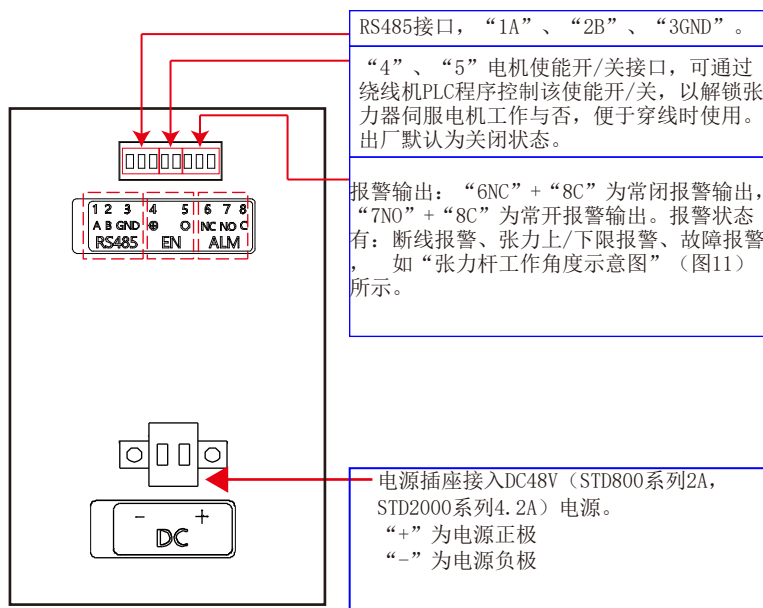 RS485接口，“1A”、“2B”、“3GND”。
“4”、“5”电机使能开/关接口，可通过
绕线机PLC程序控制该使能开/关，以解锁张
力器伺服电机工作与否，便于穿线时使用。
出厂默认为关闭状态。
报警输出：“6NC”+“8C”为常闭报警输出，
“7NO”+“8C”为常开报警输出。报警状态
有：断线报警、张力上/下限报警、故障报警
， 如“张力杆工作角度示意图”（图11）
所示。
1 2 3 4 5 6 7 8
A B GND ⊕ O NC NO C
RS485 EN ALM
电源插座接入DC48V（STD800系列2A，
STD2000系列4.2A）电源。
“+”为电源正极
“-”为电源负极
- +
DC